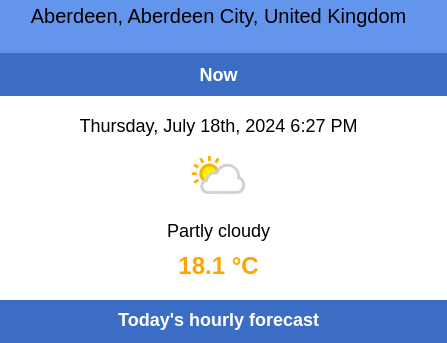 Aberdeen, Aberdeen City, United Kingdom
Now
Thursday, July 18th, 2024 6:27 PM
Partly cloudy
18.1 °C
Today's hourly forecast